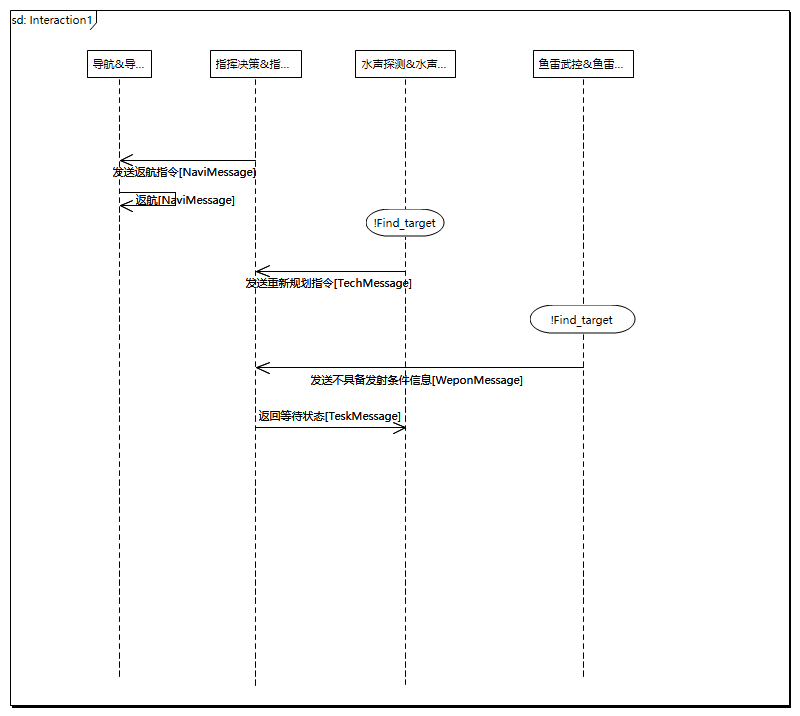 sd: Interaction1
导航&导...
指挥决策&指...
水声探测&水声...
鱼雷武控&鱼雷...
发送返航指令[NaviMessage]
返航[NaviMessage]
!Find_target
发送重新规划指令[TechMessage]
!Find_target
发送不具备发射条件信息[WeponMessage]
返回等待状态[TeskMessage]